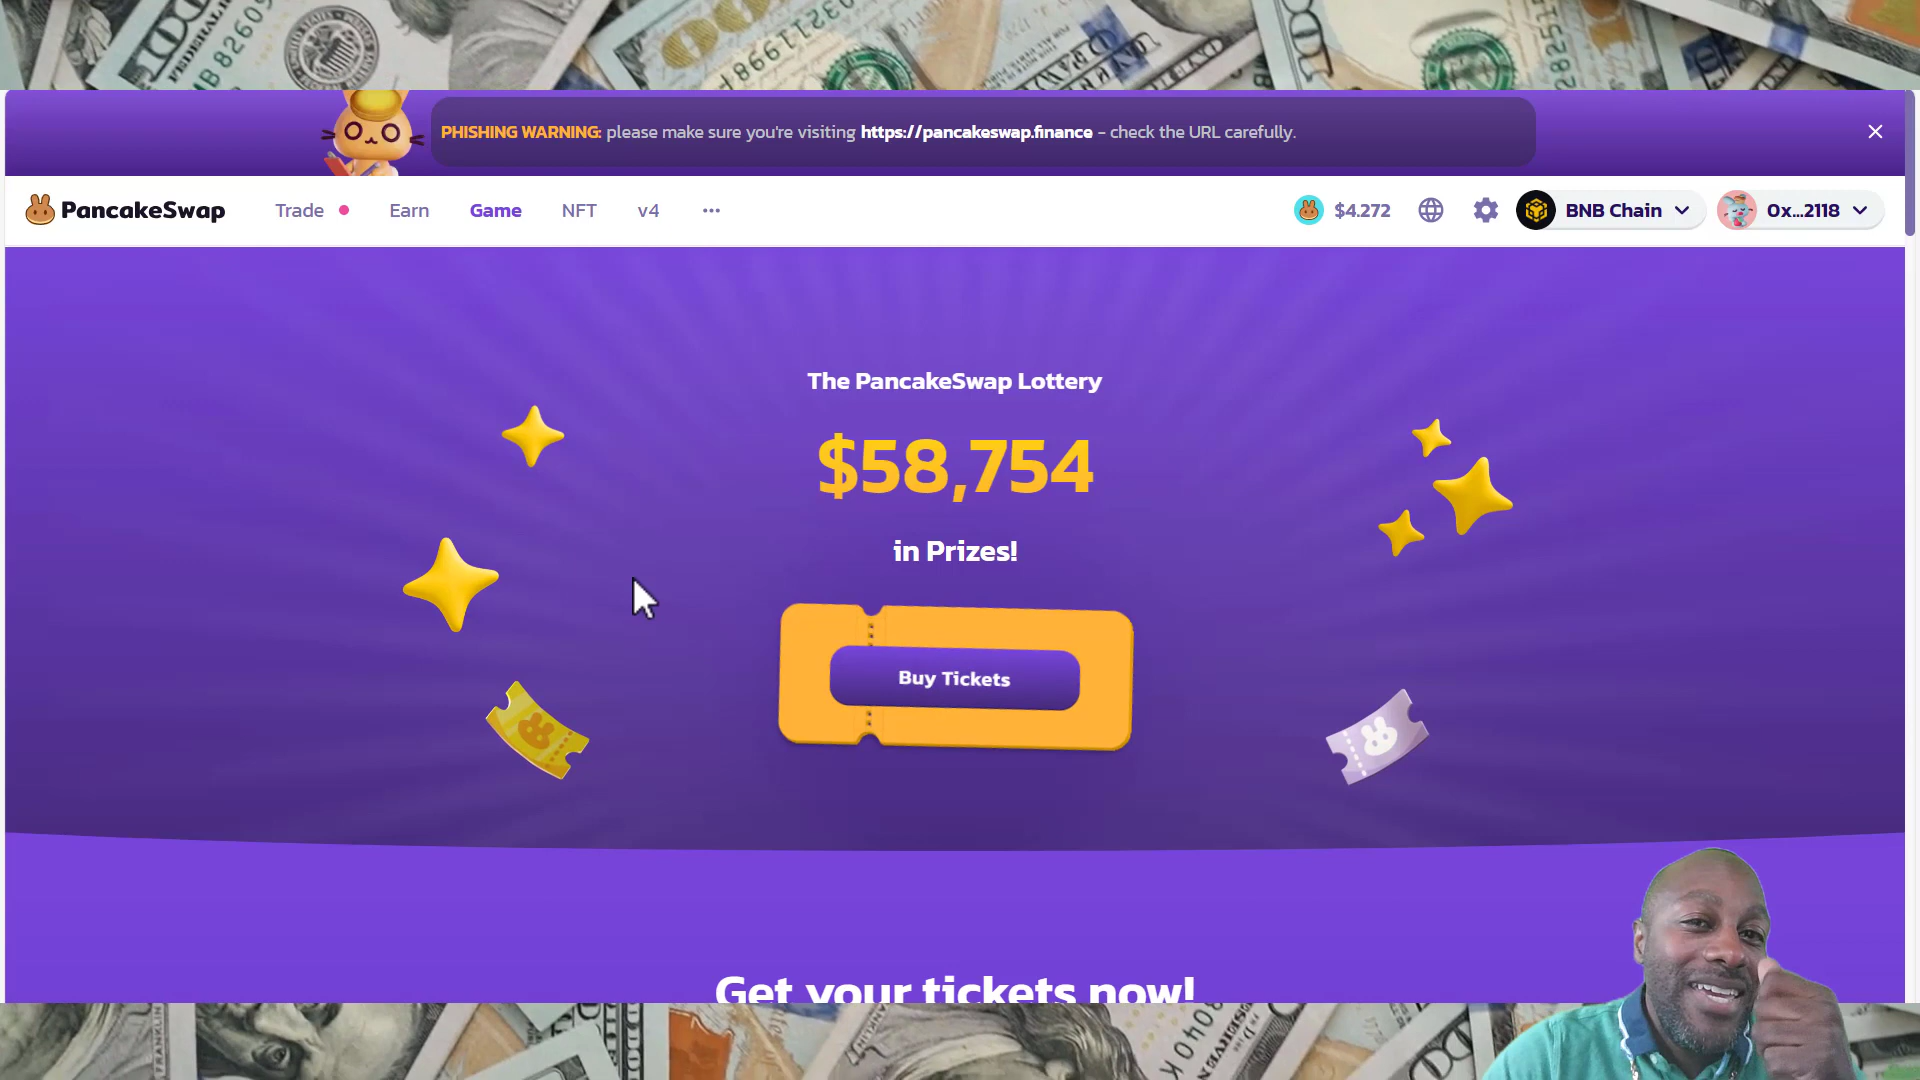 PHISHING WARNING: please make sure you're visiting https://pancakeswap.finance - check the URL carefully.
PancakeSwap Trade Earn Game NFT v4 ··· $4.272 BNB Chain 0x...2118
The PancakeSwap Lottery
$58,754
in Prizes!
Buy Tickets
Get your tickets now!